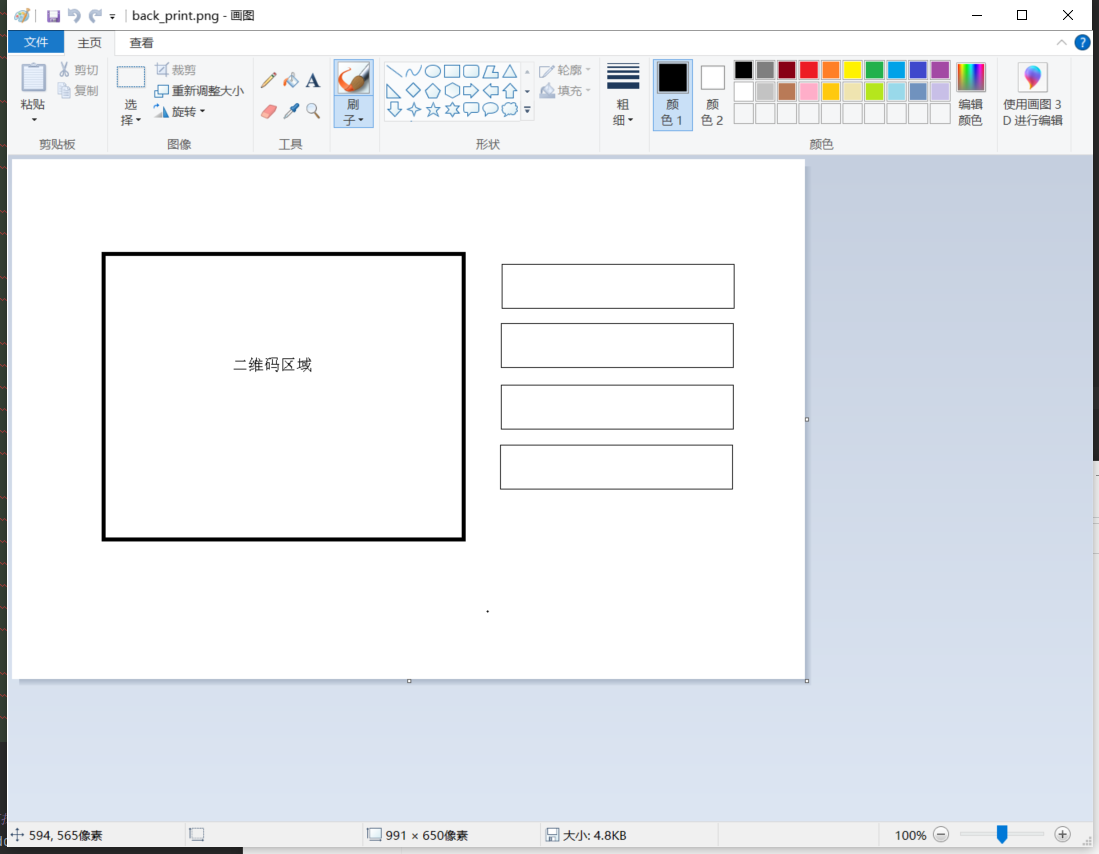 back_print.png - 画图
文件 主页 查看
粘贴
剪切
复制
剪贴板
选择
裁剪
重新调整大小
旋转
图像
A
工具
刷子
形状
轮廓
填充
粗细
颜色 1
颜色 2
颜色
编辑颜色
使用画图 3
D 进行编辑
二维码区域
594, 565像素
991 × 650像素
大小: 4.8KB
100%